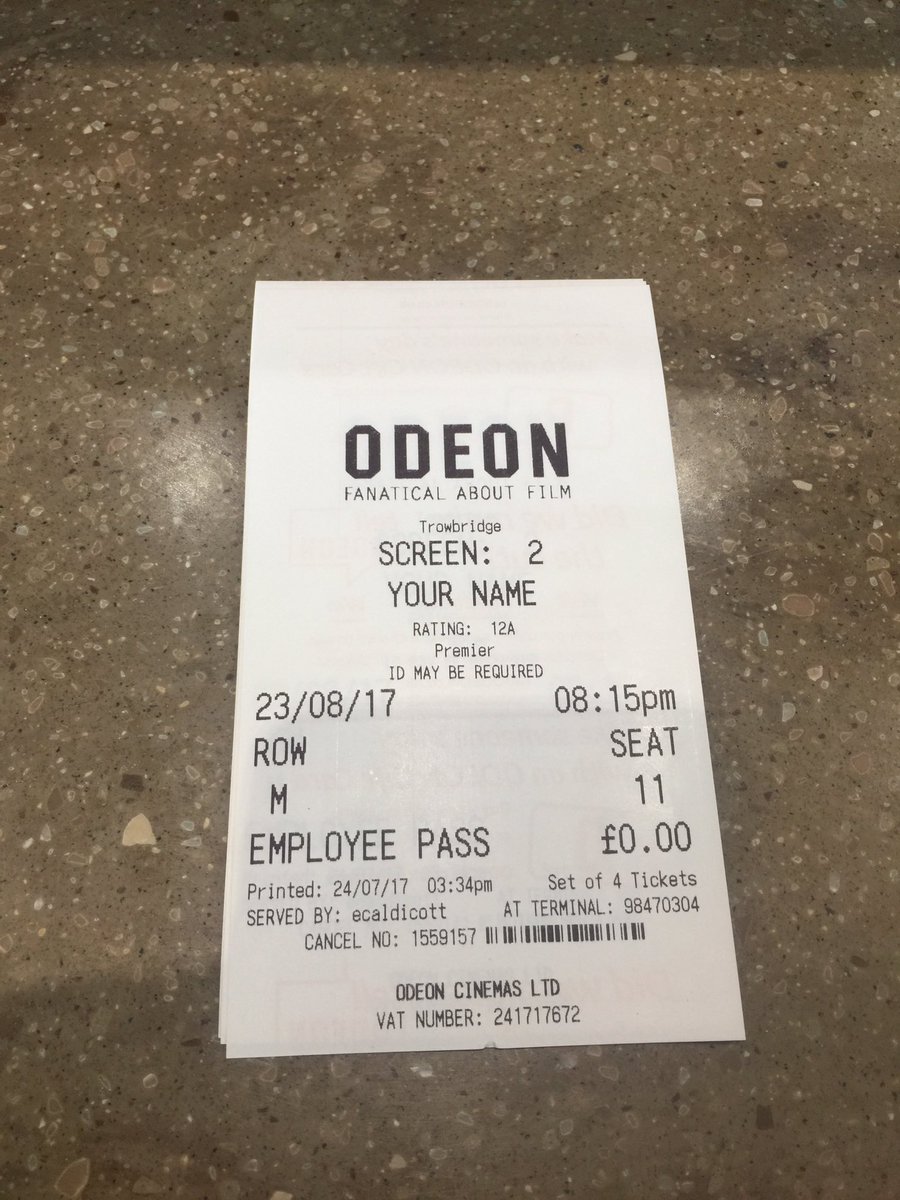 ODEON
FANATICAL ABOUT FILM
Trowbridge
SCREEN: 2
YOUR NAME
RATING: 12A
Premier
ID MAY BE REQUIRED
23/08/17 08:15pm
ROW SEAT
M 11
EMPLOYEE PASS £0.00
Printed: 24/07/17 03:34pm Set of 4 Tickets
SERVED BY: ecaldicott AT TERMINAL: 98470304
CANCEL NO: 1559157
ODEON CINEMAS LTD
VAT NUMBER: 241717672